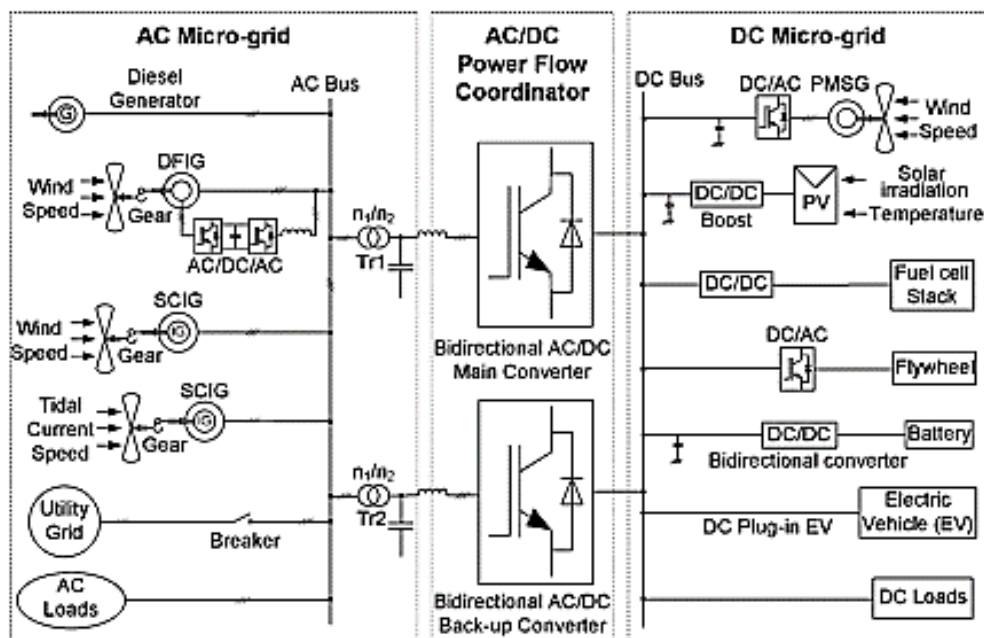 AC Micro-grid
Diesel
Generator
AC Bus
G
DFIG
Wind
Speed
Gear
AC/DC/AC
SCIG
Wind
Speed
Gear
IG
SCIG
Tidal
Current
Speed
Gear
IG
Utility
Grid
Breaker
AC
Loads
n1/n2
Tr1
n1/n2
Tr2
AC/DC
Power Flow
Coordinator
Bidirectional AC/DC
Main Converter
Bidirectional AC/DC
Back-up Converter
DC Micro-grid
DC Bus
DC/AC PMSG
Wind
Speed
DC/DC
Boost
PV
Solar
irradiation
Temperature
DC/DC
Fuel cell
Stack
DC/AC
Flywheel
DC/DC
Battery
Bidirectional converter
DC Plug-in EV
Electric
Vehicle (EV)
DC Loads